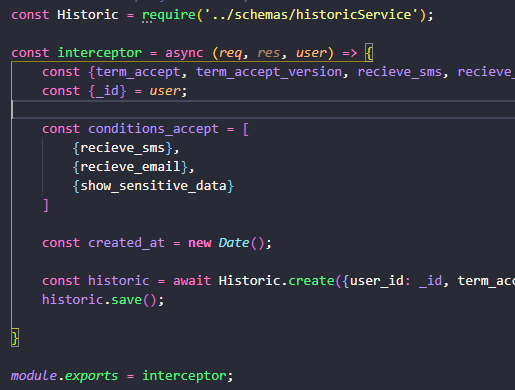 const Historic = require('../schemas/historicService');
const interceptor = async (req, res, user) => {
const {term_accept, term_accept_version, recieve_sms, recieve_
const {_id} = user;
const conditions_accept = [
{recieve_sms},
{recieve_email},
{show_sensitive_data}
]
const created_at = new Date();
const historic = await Historic.create({user_id: _id, term_acc
historic.save();
}
module.exports = interceptor;